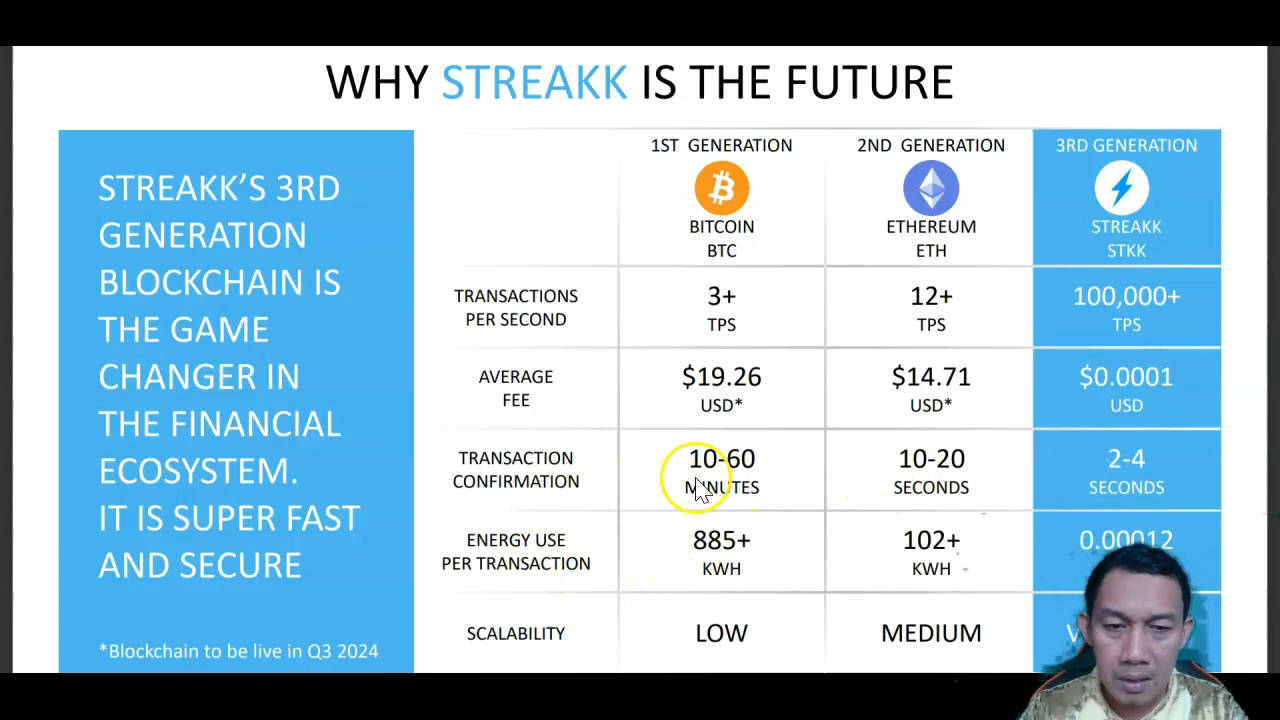 WHY STREAKK IS THE FUTURE
STREAKK'S 3RD
GENERATION
BLOCKCHAIN IS
THE GAME
CHANGER IN
THE FINANCIAL
ECOSYSTEM.
IT IS SUPER FAST
AND SECURE
*Blockchain to be live in Q3 2024
1ST GENERATION
BITCOIN
BTC
2ND GENERATION
ETHEREUM
ETH
3RD GENERATION
STREAKK
STKK
TRANSACTIONS
PER SECOND
3+
TPS
12+
TPS
100,000+
TPS
AVERAGE
FEE
$19.26
USD*
$14.71
USD*
$0.0001
USD
TRANSACTION
CONFIRMATION
10-60
MINUTES
10-20
SECONDS
2-4
SECONDS
ENERGY USE
PER TRANSACTION
885+
KWH
102+
KWH
0.00012
SCALABILITY
LOW
MEDIUM